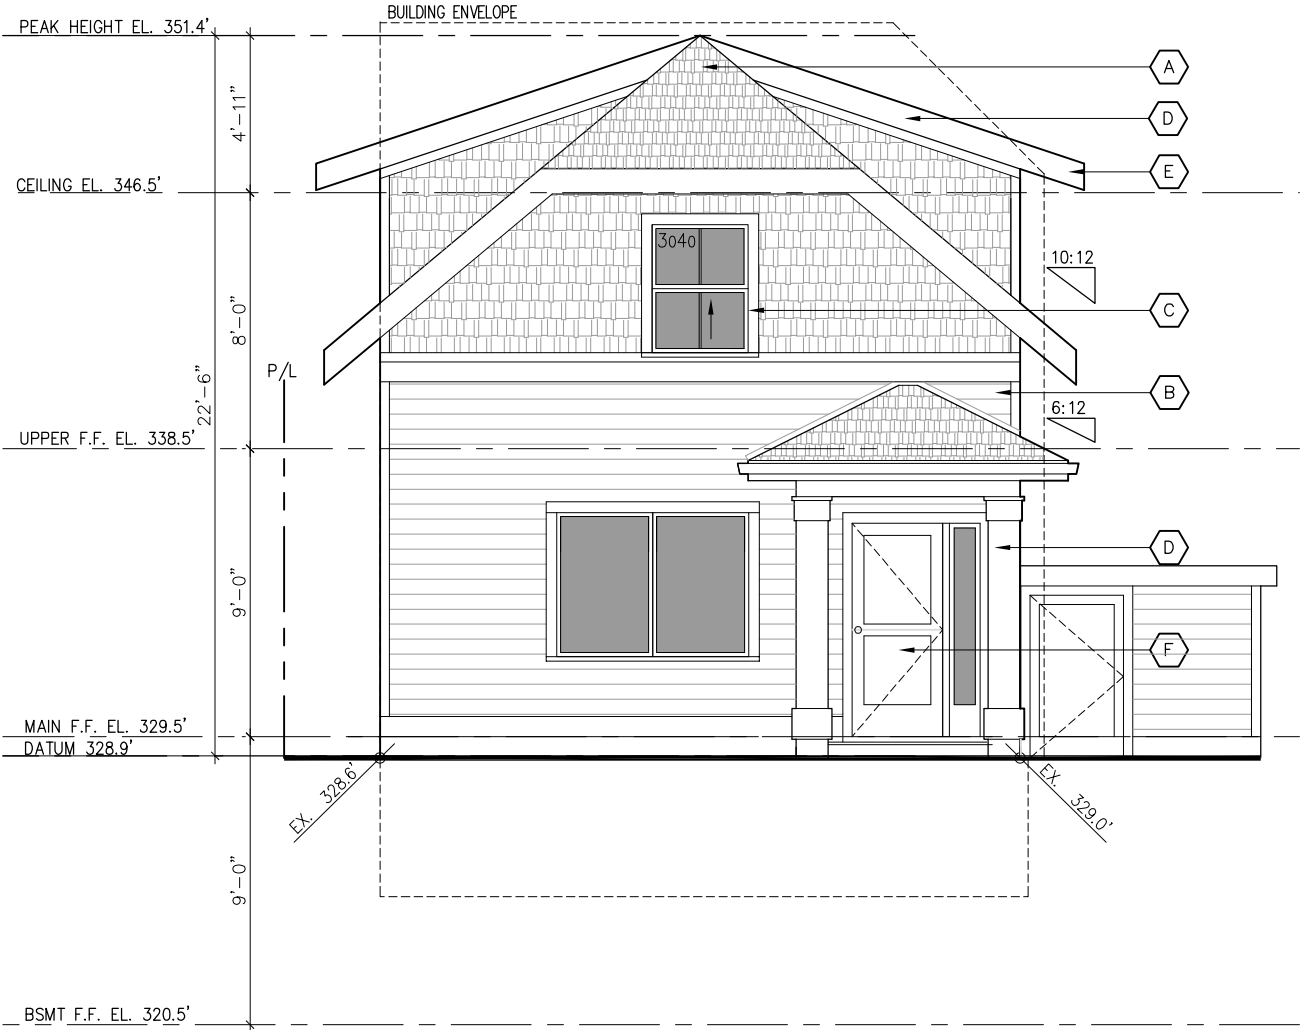 BUILDING ENVELOPE
PEAK HEIGHT EL. 351.4'
A
4'-11"
D
E
CEILING EL. 346.5'
3040
10:12
8'-0"
C
P/L
22'-6"
B
6:12
UPPER F.F. EL. 338.5'
D
9'-0"
F
MAIN F.F. EL. 329.5'
DATUM 328.9'
EX. 328.6'
EX. 329.0'
9'-0"
BSMT F.F. EL. 320.5'